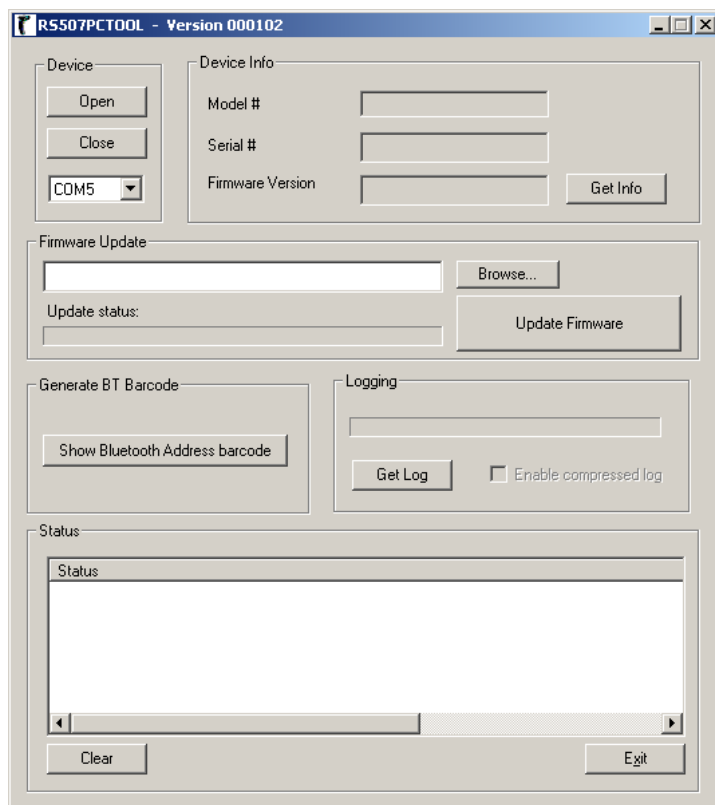 RS507PCTOOL - Version 000102
Device
Open
Close
COM5
Device Info
Model #
Serial #
Firmware Version
Get Info
Firmware Update
Browse...
Update status:
Update Firmware
Generate BT Barcode
Show Bluetooth Address barcode
Logging
Get Log
Enable compressed log
Status
Status
Clear
Exit